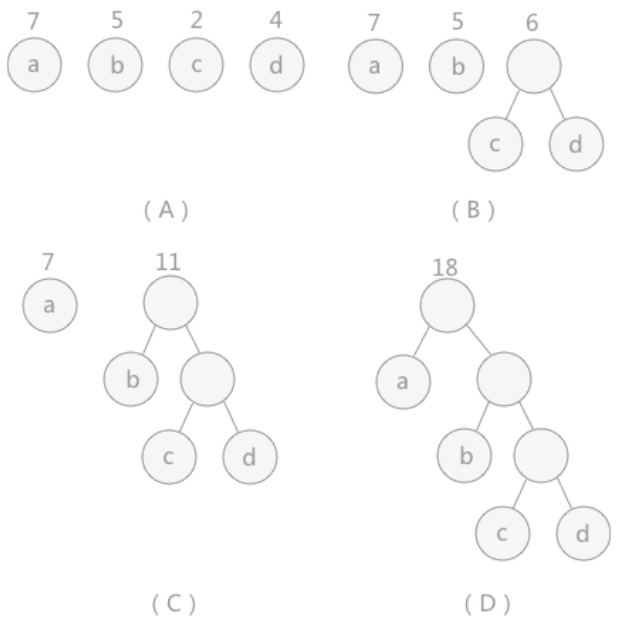 7 5 2 4
a b c d
( A )
7 5 6
a b
c d
( B )
7 11
a
b
c d
( C )
18
a
b
c d
( D )